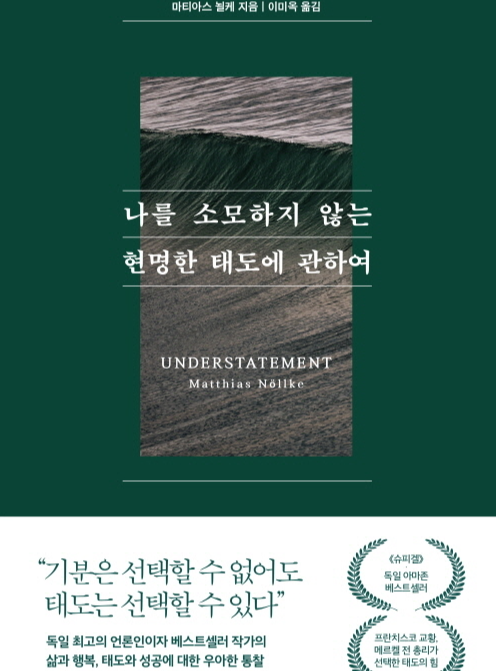 마티아스 뇔케 지음 | 이미옥 옮김
나를 소모하지 않는
현명한 태도에 관하여
UNDERSTATEMENT
Matthias Nöllke
“기분은 선택할 수 없어도
태도는 선택할 수 있다”
독일 최고의 언론인이자 베스트셀러 작가의
삶과 행복, 태도와 성공에 대한 우아한 통찰
《슈피겔》
·
독일 아마존
베스트셀러
프란치스코 교황,
메르켈 전 총리가
선택한 태도의 힘